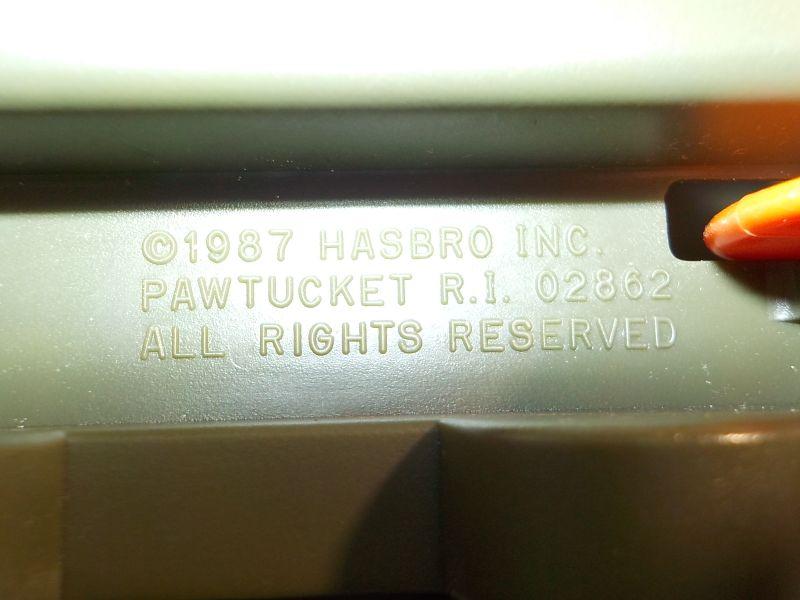 ©1987 HASBRO INC.
PAWTUCKET R.I. 02862
ALL RIGHTS RESERVED